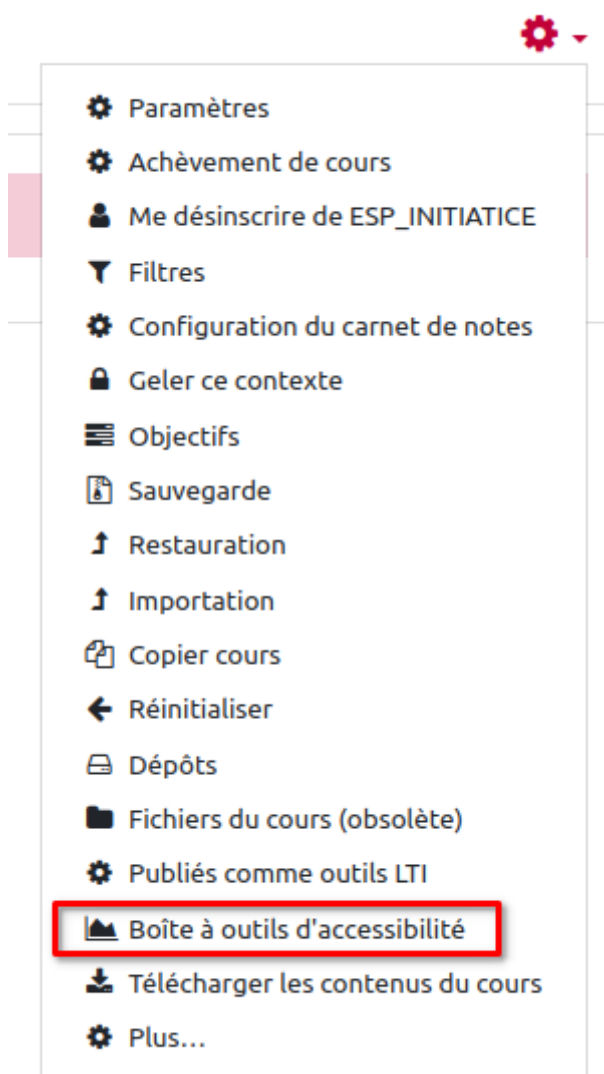 Paramètres
Achèvement de cours
Me désinscrire de ESP_INITIATICE
Filtres
Configuration du carnet de notes
Geler ce contexte
Objectifs
Sauvegarde
Restauration
Importation
Copier cours
Réinitialiser
Dépôts
Fichiers du cours (obsolète)
Publiés comme outils LTI
Boîte à outils d'accessibilité
Télécharger les contenus du cours
Plus...